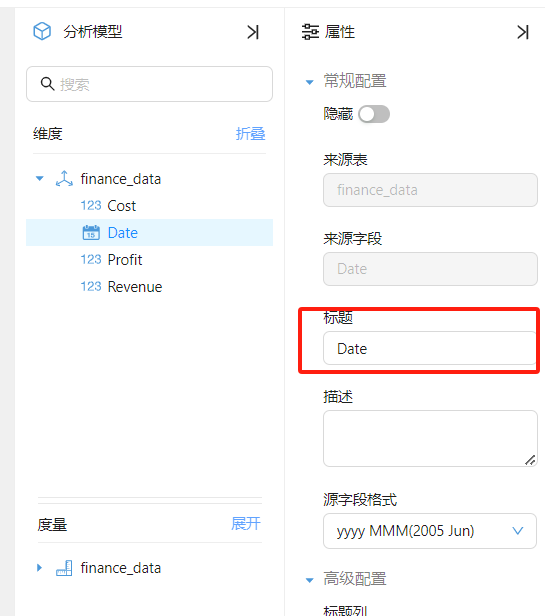 分析模型
搜索
维度
折叠
finance_data
123 Cost
15 Date
123 Profit
123 Revenue
度量
展开
finance_data
属性
常规配置
隐藏
来源表
finance_data
来源字段
Date
标题
Date
描述
源字段格式
yyyy MMM(2005 Jun)
高级配置
标题列